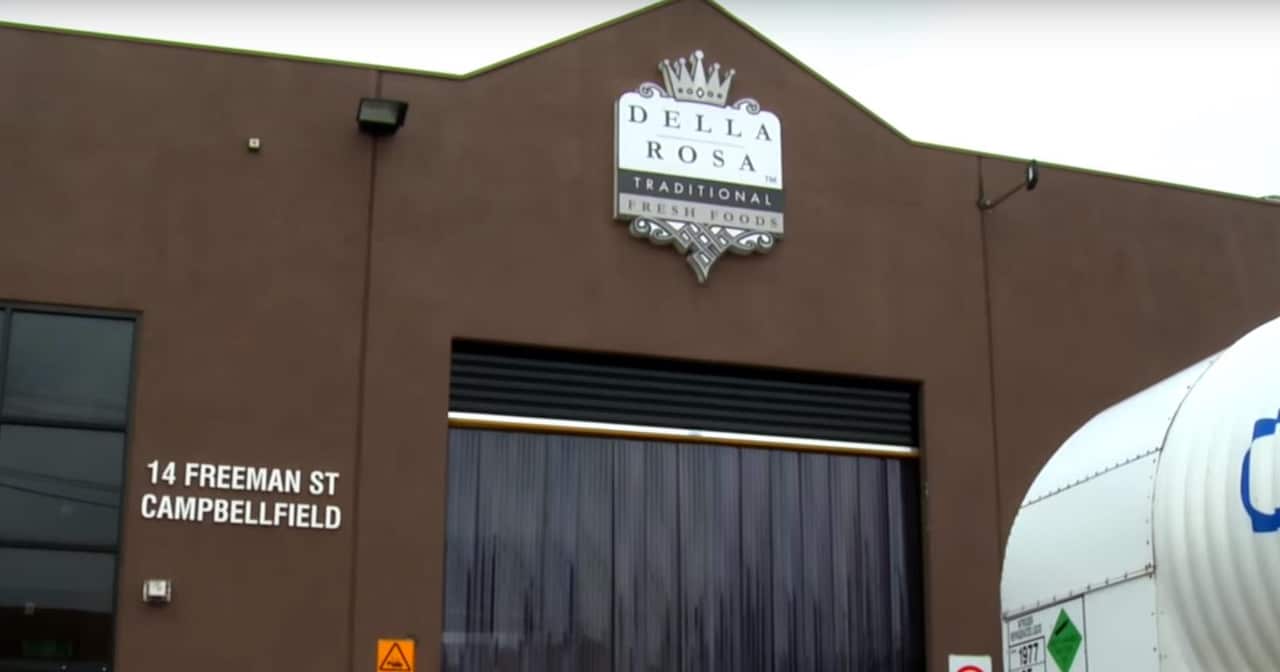 DELLA
ROSA
TM
TRADITIONAL
FRESH FOODS
14 FREEMAN ST
CAMPBELLFIELD
1977